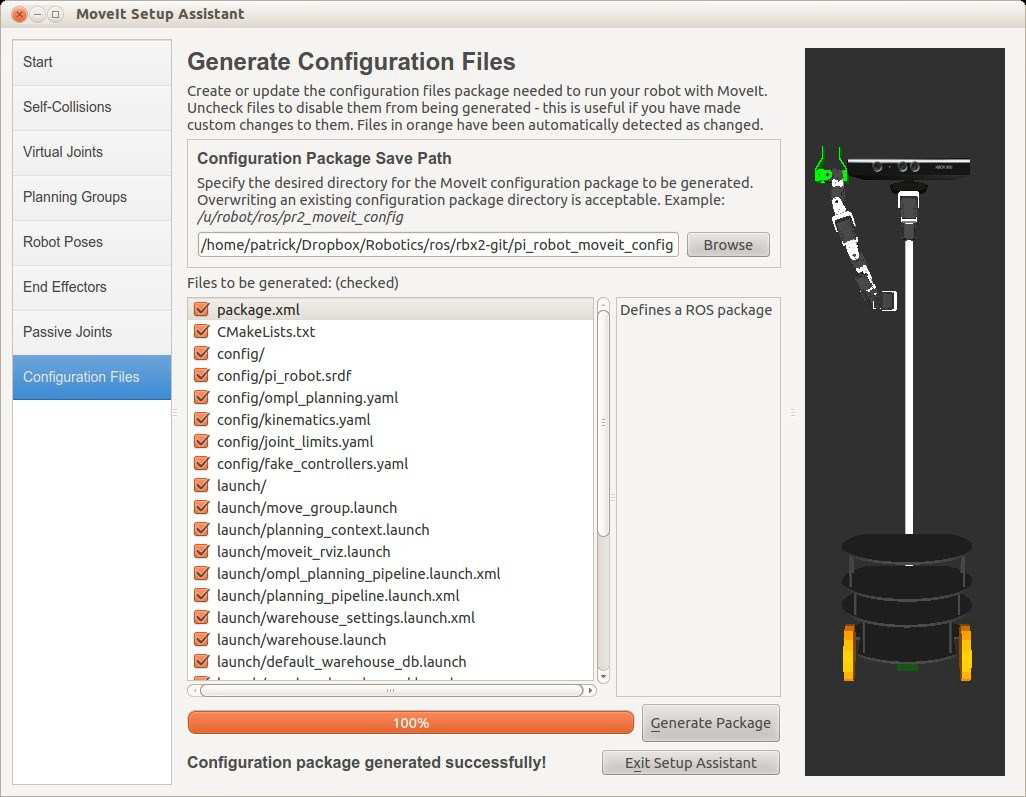 MoveIt Setup Assistant
Start
Self-Collisions
Virtual Joints
Planning Groups
Robot Poses
End Effectors
Passive Joints
Configuration Files
Generate Configuration Files
Create or update the configuration files package needed to run your robot with MoveIt.
Uncheck files to disable them from being generated - this is useful if you have made
custom changes to them. Files in orange have been automatically detected as changed.
Configuration Package Save Path
Specify the desired directory for the MoveIt configuration package to be generated.
Overwriting an existing configuration package directory is acceptable. Example:
/u/robot/ros/pr2_moveit_config
/home/patrick/Dropbox/Robotics/ros/rbx2-git/pi_robot_moveit_config
Browse
Files to be generated: (checked)
package.xml
CMakeLists.txt
config/
config/pi_robot.srdf
config/ompl_planning.yaml
config/kinematics.yaml
config/joint_limits.yaml
config/fake_controllers.yaml
launch/
launch/move_group.launch
launch/planning_context.launch
launch/moveit_rviz.launch
launch/ompl_planning_pipeline.launch.xml
launch/planning_pipeline.launch.xml
launch/warehouse_settings.launch.xml
launch/warehouse.launch
launch/default_warehouse_db.launch
Defines a ROS package
100%
Generate Package
Configuration package generated successfully!
Exit Setup Assistant